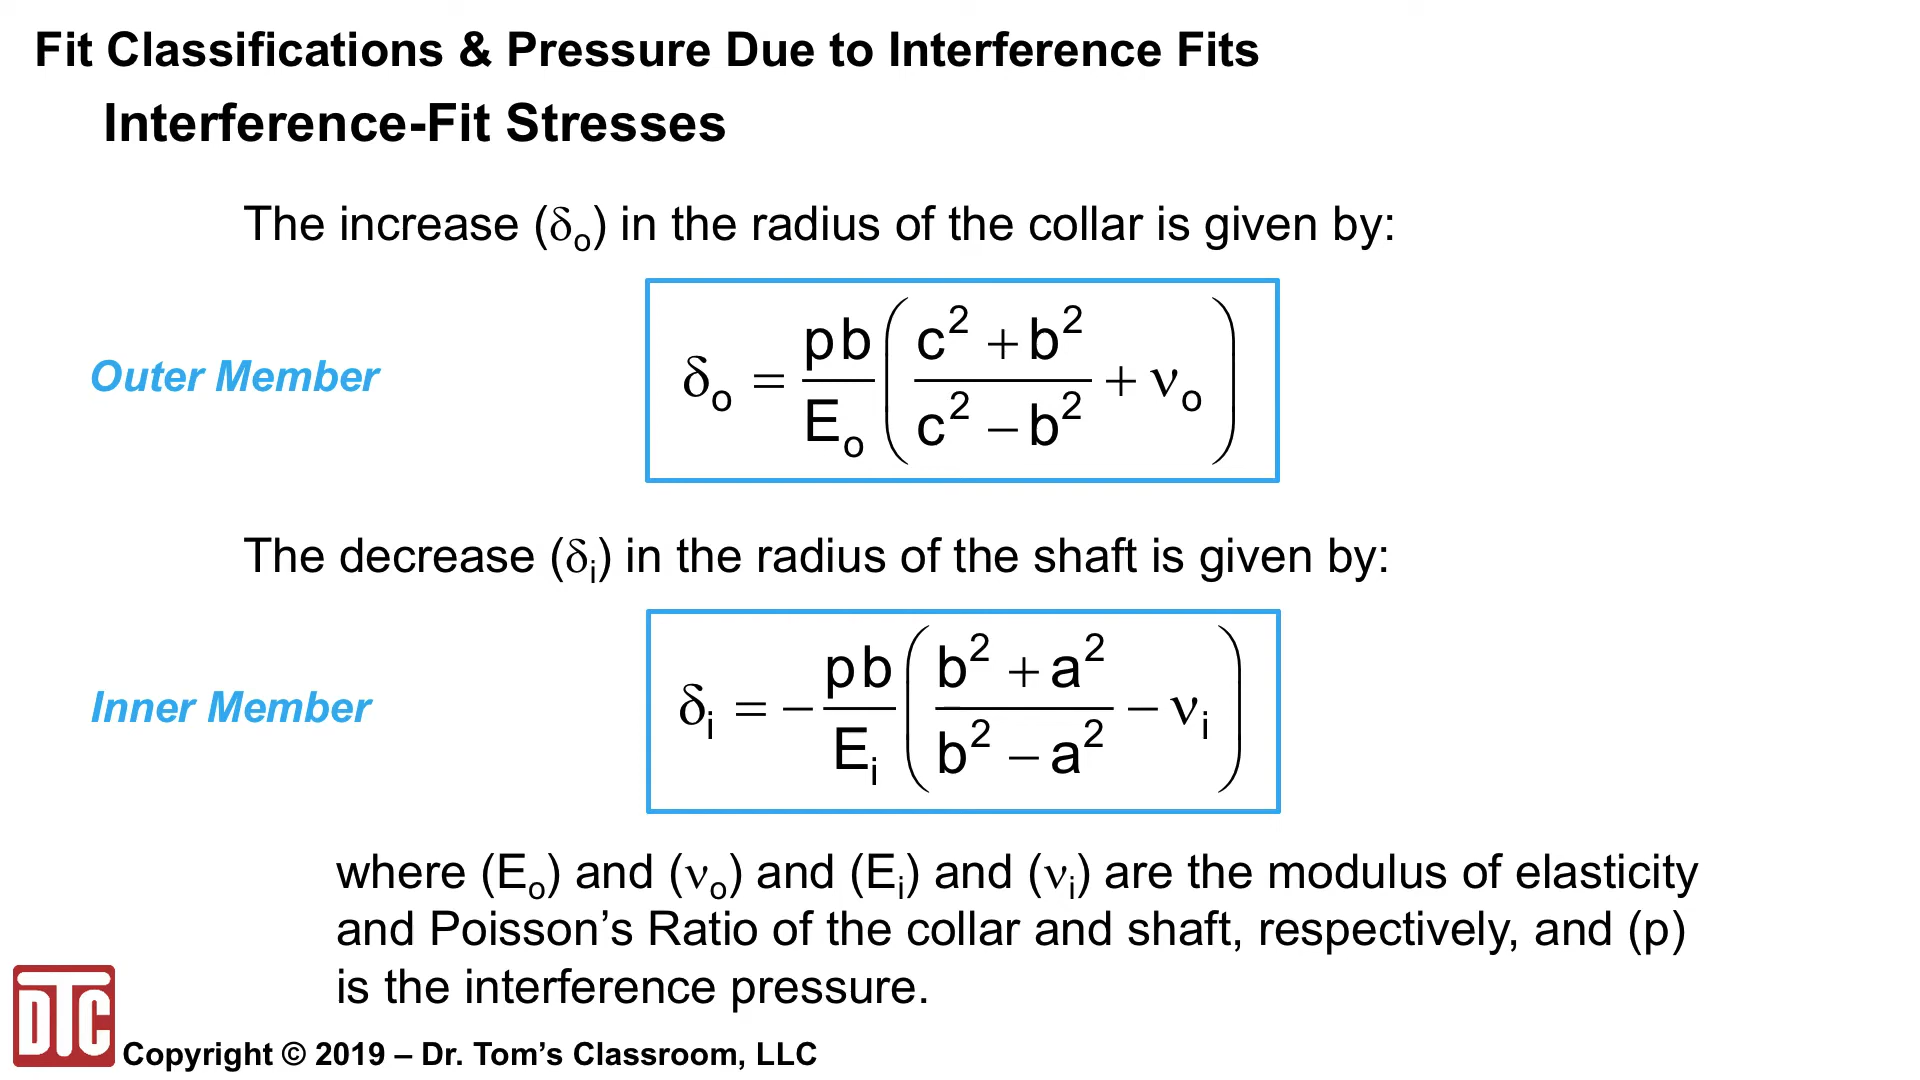 Fit Classifications & Pressure Due to Interference Fits
Interference-Fit Stresses
The increase (δₒ) in the radius of the collar is given by:
Outer Member
δₒ = pb/Eₒ ( (c² + b²)/(c² − b²) + νₒ )
The decrease (δᵢ) in the radius of the shaft is given by:
Inner Member
δᵢ = − pb/Eᵢ ( (b² + a²)/(b² − a²) − νᵢ )
where (Eₒ) and (νₒ) and (Eᵢ) and (νᵢ) are the modulus of elasticity
and Poisson’s Ratio of the collar and shaft, respectively, and (p)
is the interference pressure.
DTC
Copyright © 2019 – Dr. Tom’s Classroom, LLC